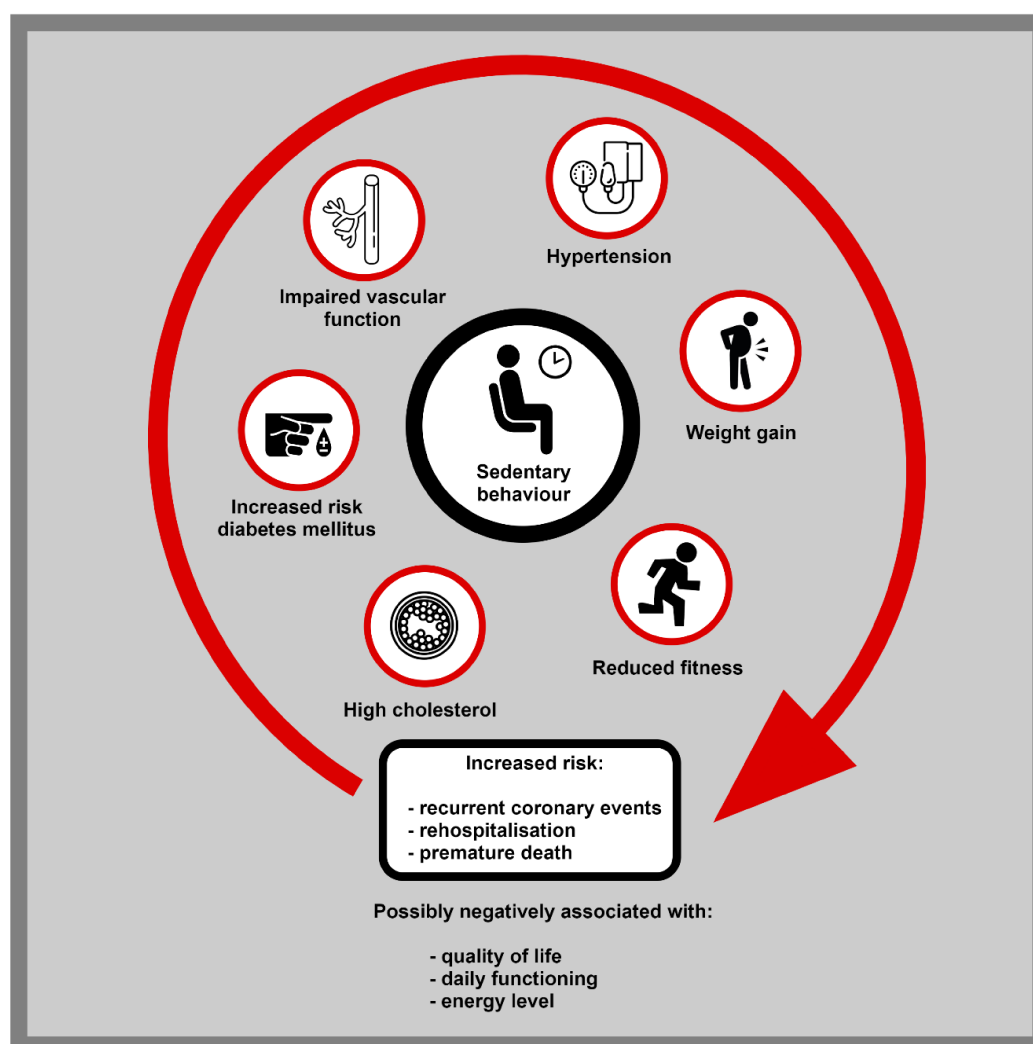 Hypertension
Impaired vascular
function
Weight gain
Sedentary
behaviour
Increased risk
diabetes mellitus
Reduced fitness
High cholesterol
Increased risk:
- recurrent coronary events
- rehospitalisation
- premature death
Possibly negatively associated with:
- quality of life
- daily functioning
- energy level